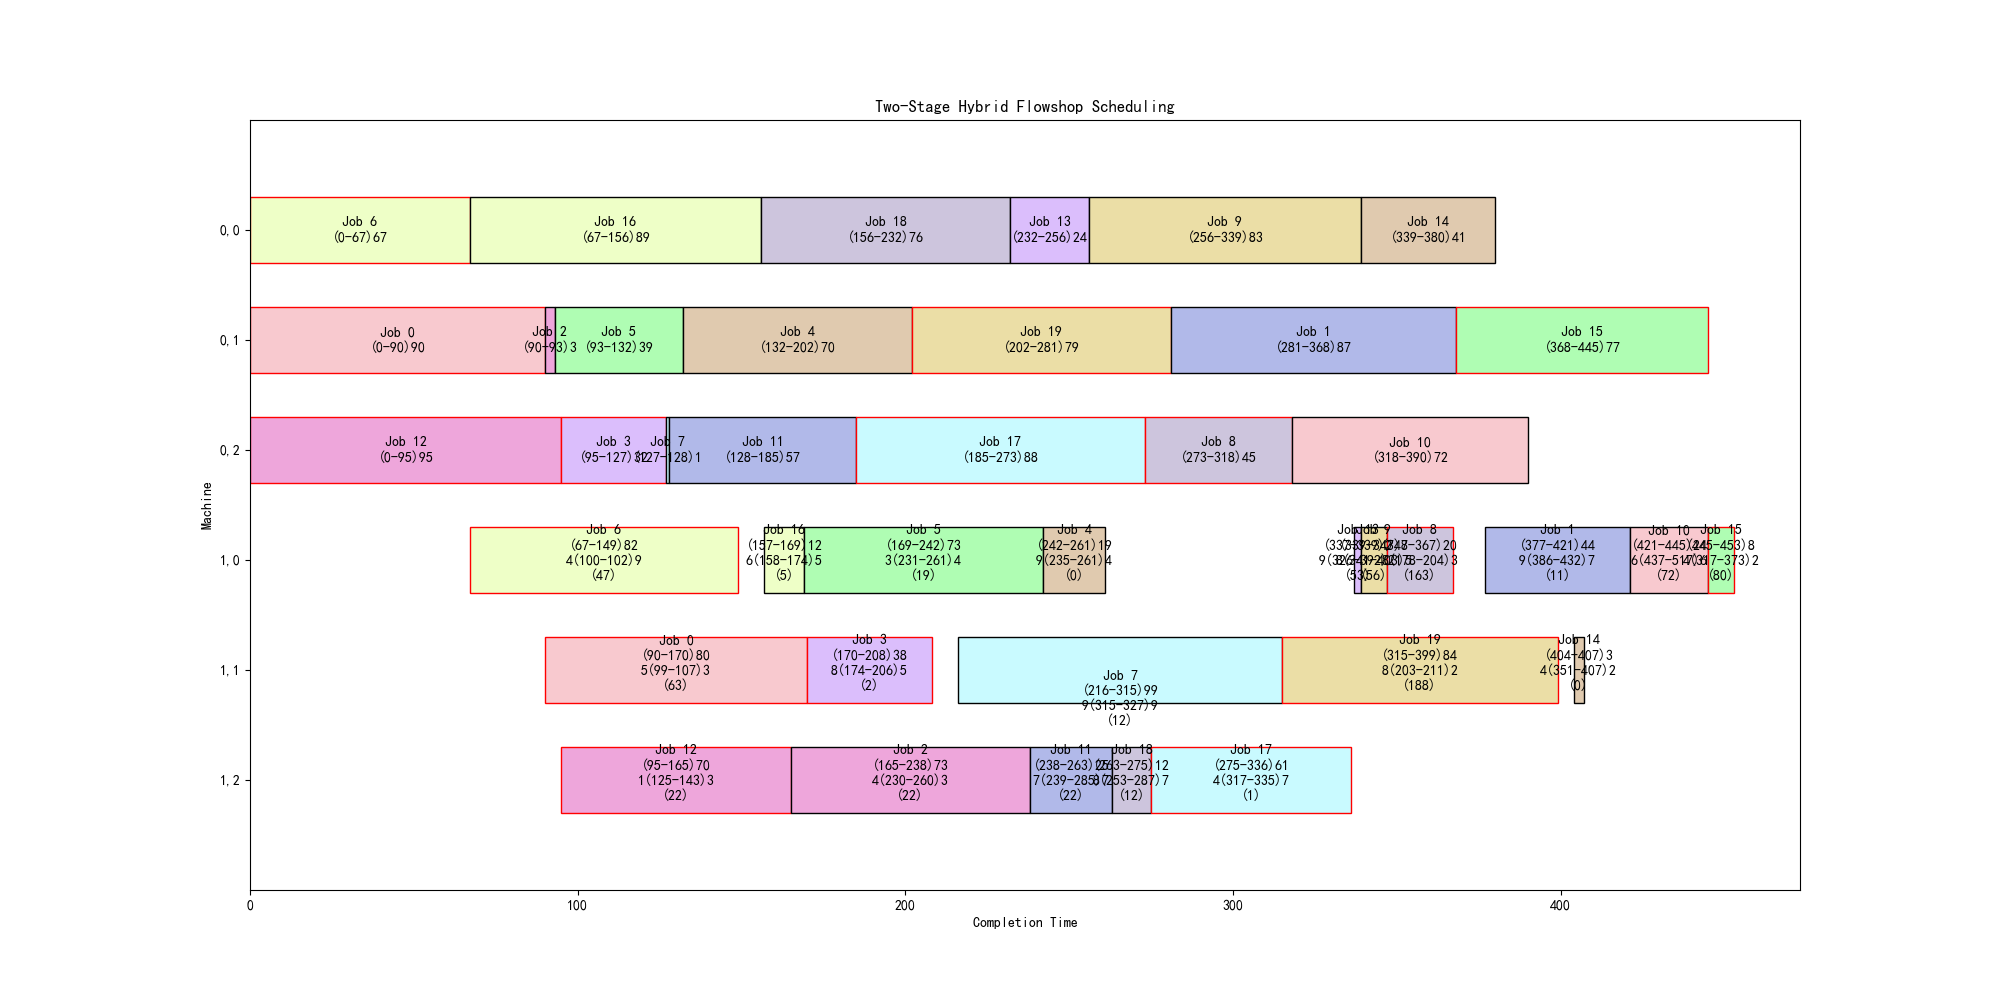 Two-Stage Hybrid Flowshop Scheduling
0,0
Job 6
(0-67)67
Job 16
(67-156)89
Job 18
(156-232)76
Job 13
(232-256)24
Job 9
(256-339)83
Job 14
(339-380)41
0,1
Job 0
(0-90)90
Job 2
(90-93)3
Job 5
(93-132)39
Job 4
(132-202)70
Job 19
(202-281)79
Job 1
(281-368)87
Job 15
(368-445)77
0,2
Job 12
(0-95)95
Job 3
(95-127)32
Job 7
(127-128)1
Job 11
(128-185)57
Job 17
(185-273)88
Job 8
(273-318)45
Job 10
(318-390)72
1,0
Job 6
(67-149)82
4(100-102)9
(47)
Job 16
(157-169)12
6(158-174)5
(5)
Job 5
(169-242)73
3(231-261)4
(19)
Job 4
(242-261)19
9(235-261)4
(0)
Job 13
(53)
Job 9
(56)
Job 8
(347-367)20
(163)
Job 1
(377-421)44
9(386-432)7
(11)
Job 10
(421-445)24
6(437-517)6
(72)
Job 15
(445-453)8
(80)
1,1
Job 0
(90-170)80
5(99-107)3
(63)
Job 3
(170-208)38
8(174-206)5
(2)
Job 7
(216-315)99
9(315-327)9
(12)
Job 19
(315-399)84
8(203-211)2
(188)
Job 14
(404-407)3
4(351-407)2
(0)
1,2
Job 12
(95-165)70
1(125-143)3
(22)
Job 2
(165-238)73
4(230-260)3
(22)
Job 11
(238-263)25
(22)
Job 18
(263-275)12
8(253-287)7
(12)
Job 17
(275-336)61
4(317-335)7
(1)
Machine
0
100
200
300
400
Completion Time